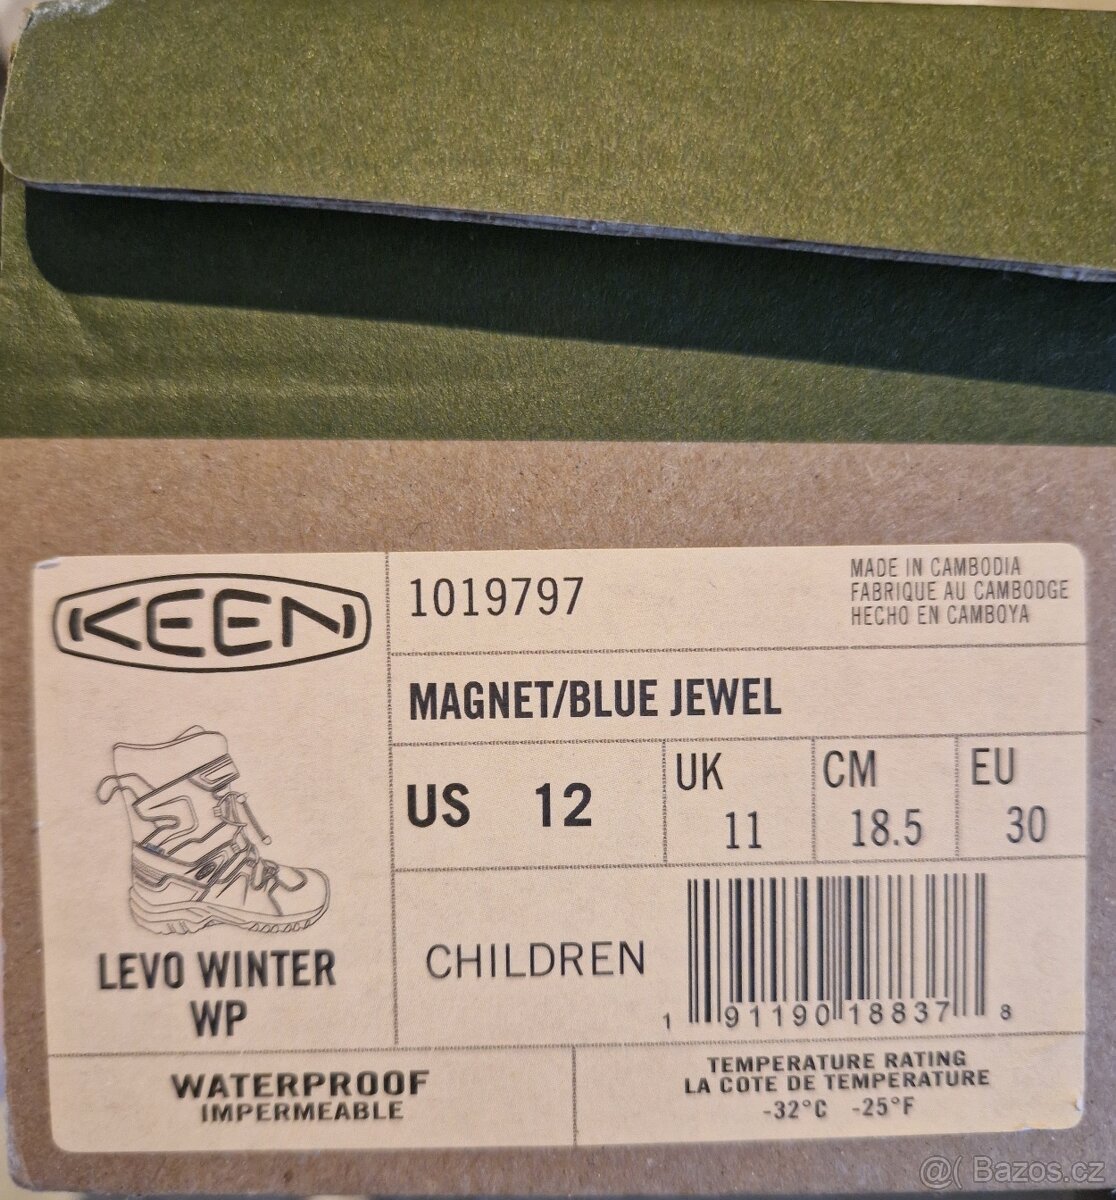 KEEN
1019797
MADE IN CAMBODIA
FABRIQUE AU CAMBODGE
HECHO EN CAMBOYA
MAGNET/BLUE JEWEL
US 12
UK 11
CM 18.5
EU 30
LEVO WINTER
WP
CHILDREN
1 91190 18837 8
WATERPROOF
IMPERMEABLE
TEMPERATURE RATING
LA COTE DE TEMPERATURE
-32°C -25°F
@( Bazos.cz